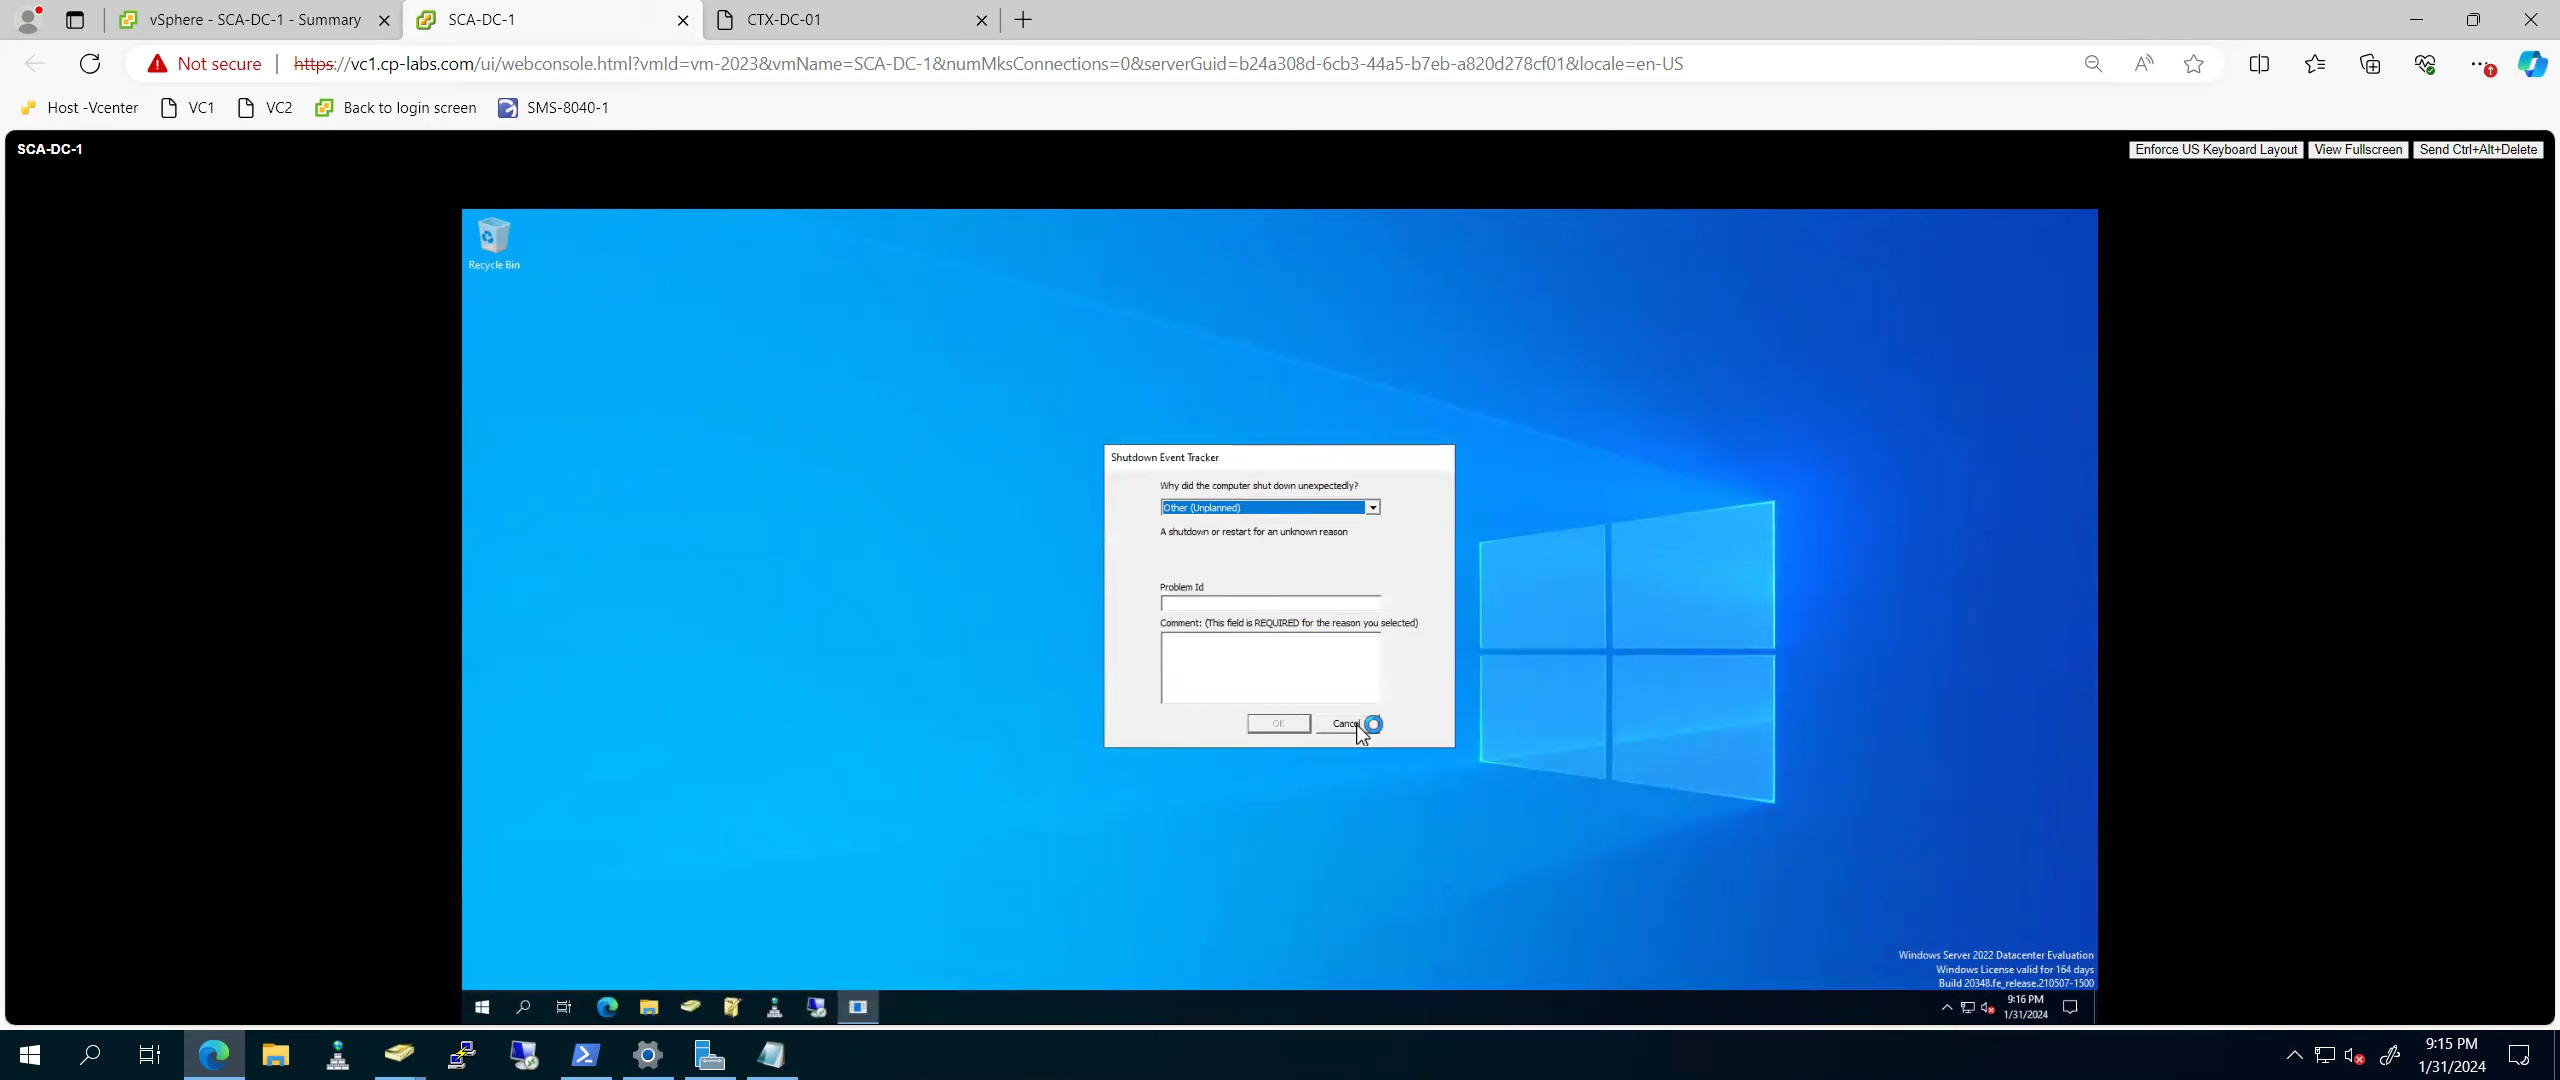 vSphere - SCA-DC-1 - Summary
SCA-DC-1
CTX-DC-01
Not secure
https://vc1.cp-labs.com/ui/webconsole.html?vmId=vm-2023&vmName=SCA-DC-1&numMksConnections=0&serverGuid=b24a308d-6cb3-44a5-b7eb-a820d278cf01&locale=en-US
Host -Vcenter
VC1
VC2
Back to login screen
SMS-8040-1
SCA-DC-1
Enforce US Keyboard Layout
View Fullscreen
Send Ctrl+Alt+Delete
Recycle Bin
Shutdown Event Tracker
Why did the computer shut down unexpectedly?
Other (Unplanned)
A shutdown or restart for an unknown reason
Problem Id
Comment: (This field is REQUIRED for the reason you selected)
OK
Cancel
Windows Server 2022 Datacenter Evaluation
Windows License valid for 164 days
Build 20348.fe_release.210507-1500
9:16 PM
1/31/2024
9:15 PM
1/31/2024